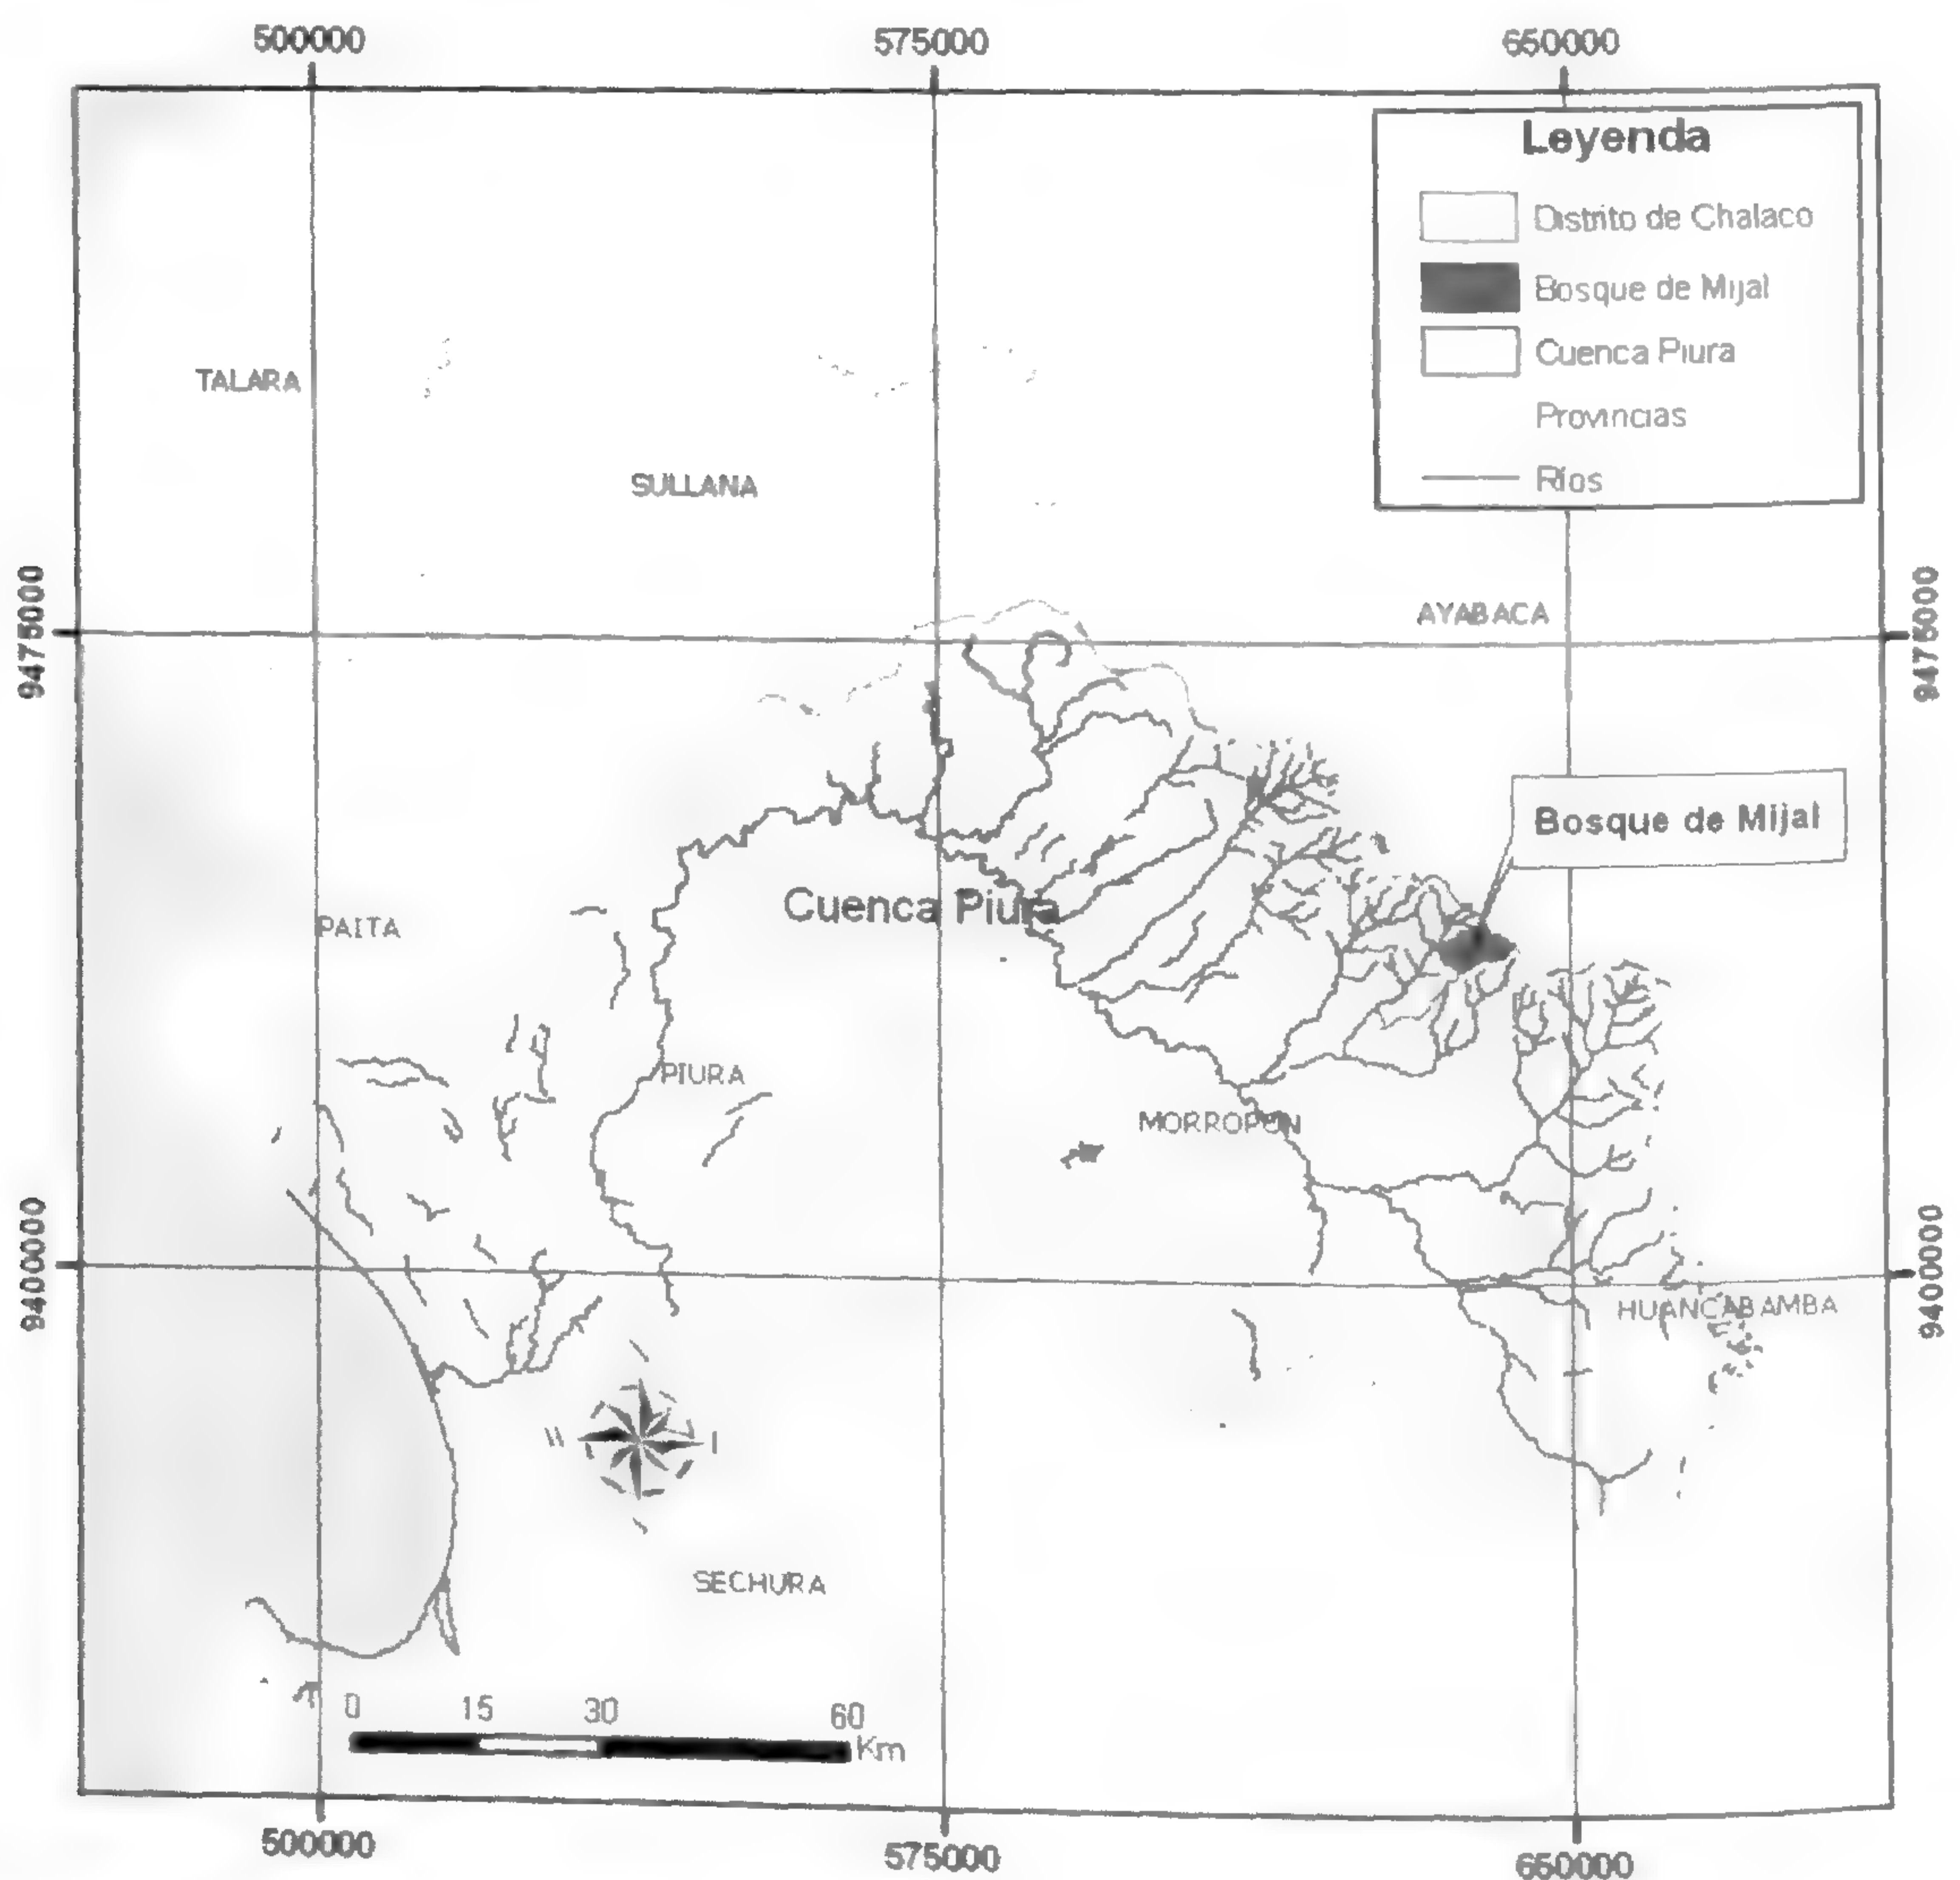 500000
575000
650000
Leyenda
Distrito de Chalaco
Bosque de Mijal
Cuenca Piura
Provincias
Ríos
TALARA
SULLANA
AYABACA
9475000
9475000
Bosque de Mijal
Cuenca Piura
PAITA
PIURA
MORROPON
9400000
9400000
HUANCABAMBA
SECHURA
0 15 30 60
Km
500000
575000
650000